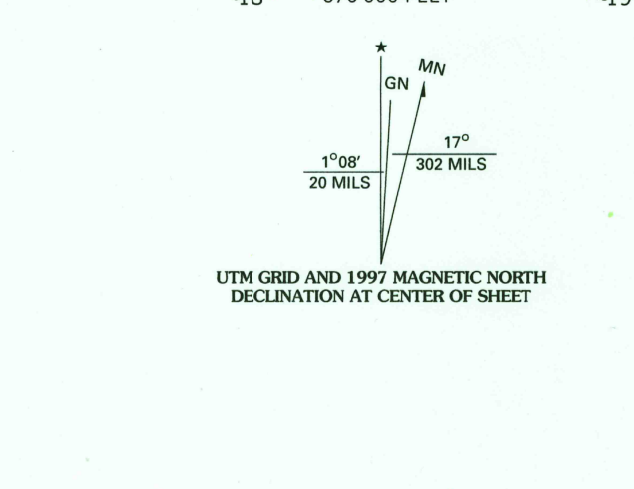 MN
GN
17°
302 MILS
1°08'
20 MILS
UTM GRID AND 1997 MAGNETIC NORTH
DECLINATION AT CENTER OF SHEET